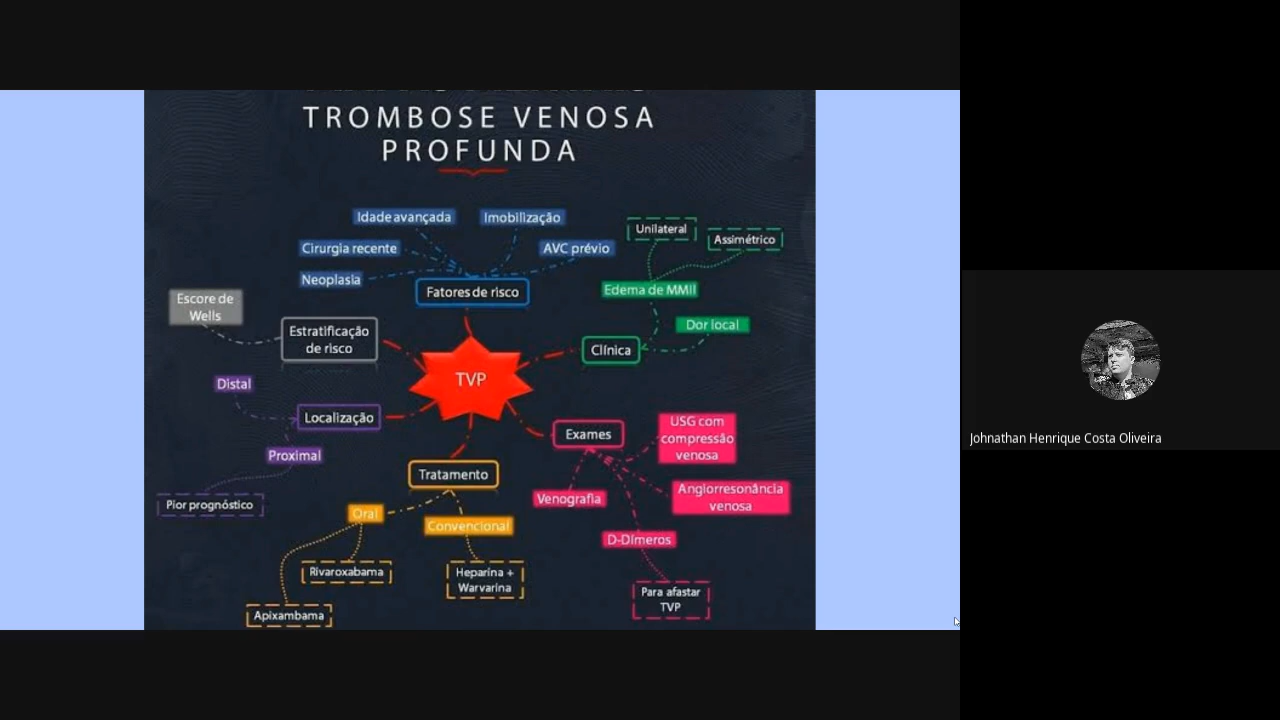 TROMBOSE VENOSA
PROFUNDA
Idade avançada
Imobilização
Cirurgia recente
AVC prévio
Neoplasia
Fatores de risco
Unilateral
Assimétrico
Edema de MMII
Dor local
Clínica
Escore de
Wells
Estratificação
de risco
TVP
Distal
Localização
Proximal
Pior prognóstico
Exames
USG com
compressão
venosa
Venografia
Angiorresonância
venosa
D-Dímeros
Para afastar
TVP
Tratamento
Oral
Convencional
Rivaroxabama
Heparina +
Warvarina
Apixambama
Johnathan Henrique Costa Oliveira